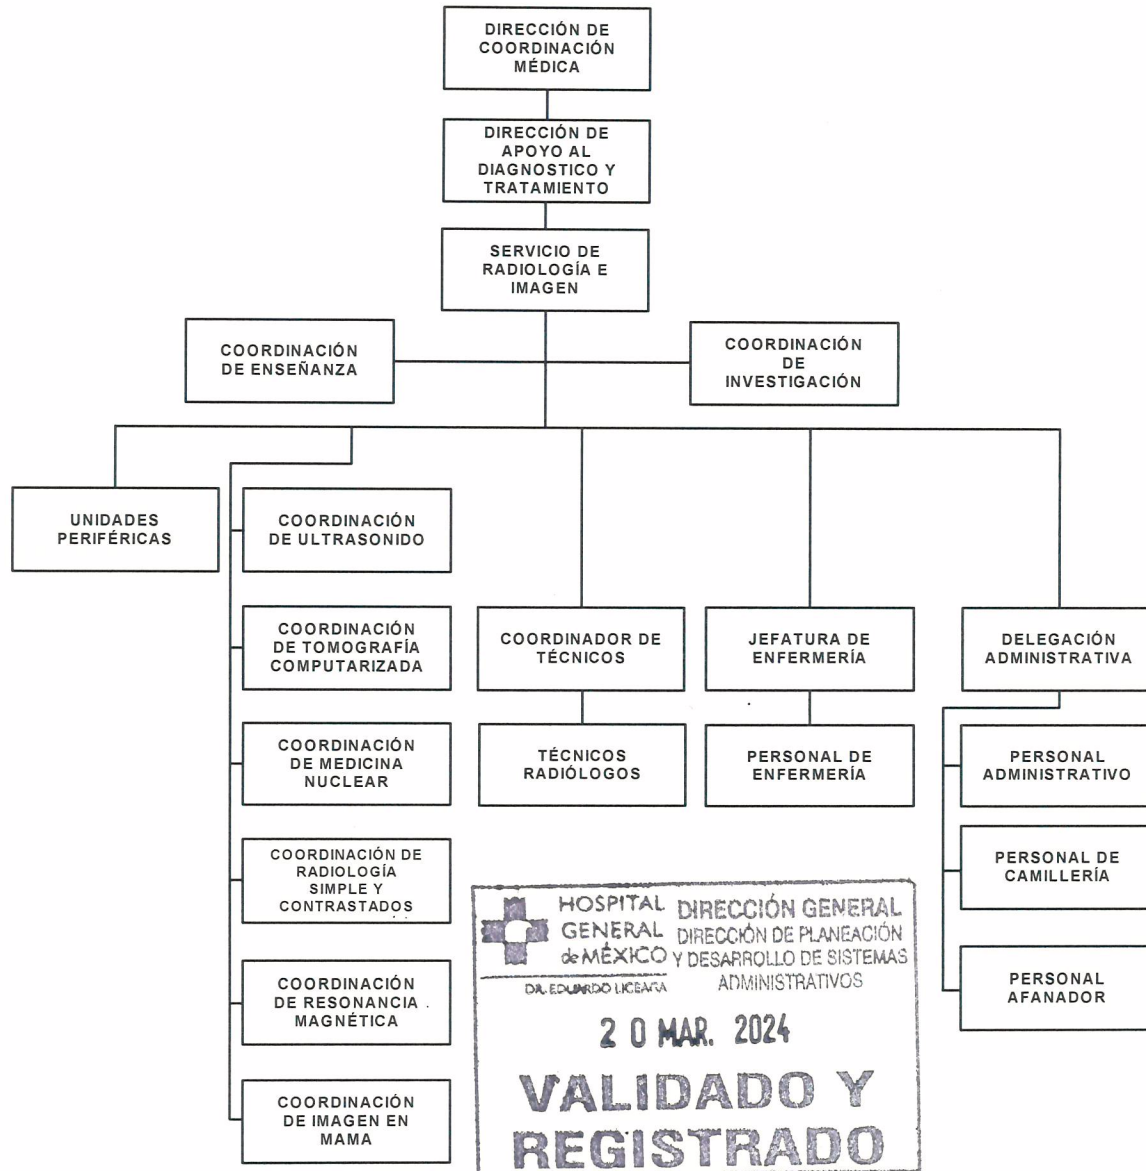 DIRECCIÓN DE
COORDINACIÓN
MÉDICA
DIRECCIÓN DE
APOYO AL
DIAGNOSTICO Y
TRATAMIENTO
SERVICIO DE
RADIOLOGÍA E
IMAGEN
COORDINACIÓN
DE ENSEÑANZA
COORDINACIÓN
DE
INVESTIGACIÓN
UNIDADES
PERIFÉRICAS
COORDINACIÓN
DE ULTRASONIDO
COORDINACIÓN
DE TOMOGRAFÍA
COMPUTARIZADA
COORDINACIÓN
DE MEDICINA
NUCLEAR
COORDINACIÓN DE
RADIOLOGÍA
SIMPLE Y
CONTRASTADOS
COORDINACIÓN
DE RESONANCIA
MAGNÉTICA
COORDINACIÓN
DE IMAGEN EN
MAMA
COORDINADOR DE
TÉCNICOS
TÉCNICOS
RADIÓLOGOS
JEFATURA DE
ENFERMERÍA
PERSONAL DE
ENFERMERÍA
DELEGACIÓN
ADMINISTRATIVA
PERSONAL
ADMINISTRATIVO
PERSONAL DE
CAMILLERÍA
PERSONAL
AFANADOR
HOSPITAL
GENERAL
de MÉXICO
DR. EDUARDO LICEAGA
DIRECCIÓN GENERAL
DIRECCIÓN DE PLANEACIÓN
Y DESARROLLO DE SISTEMAS
ADMINISTRATIVOS
20 MAR. 2024
VALIDADO Y
REGISTRADO